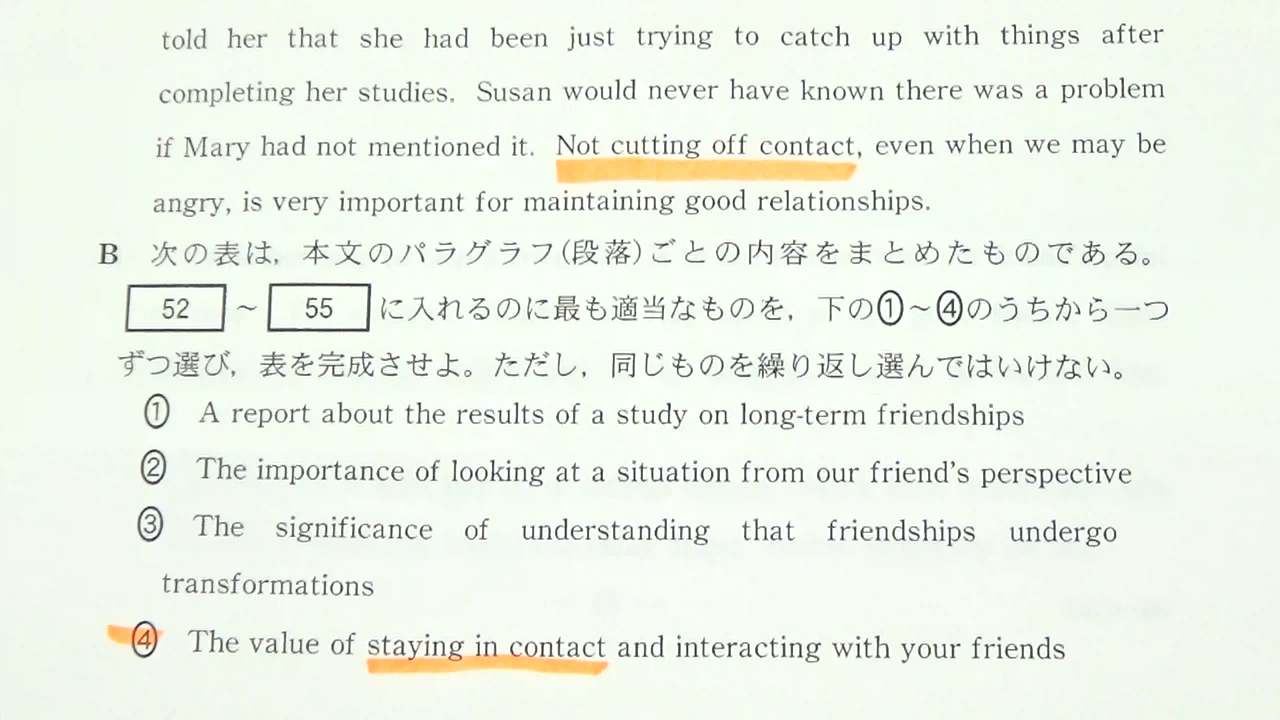 told her that she had been just trying to catch up with things after
completing her studies. Susan would never have known there was a problem
if Mary had not mentioned it. Not cutting off contact, even when we may be
angry, is very important for maintaining good relationships.
B 次の表は，本文のパラグラフ(段落)ごとの内容をまとめたものである。
52 ～ 55 に入れるのに最も適当なものを，下の①～④のうちから一つ
ずつ選び，表を完成させよ。ただし，同じものを繰り返し選んではいけない。
① A report about the results of a study on long-term friendships
② The importance of looking at a situation from our friend's perspective
③ The significance of understanding that friendships undergo
transformations
④ The value of staying in contact and interacting with your friends